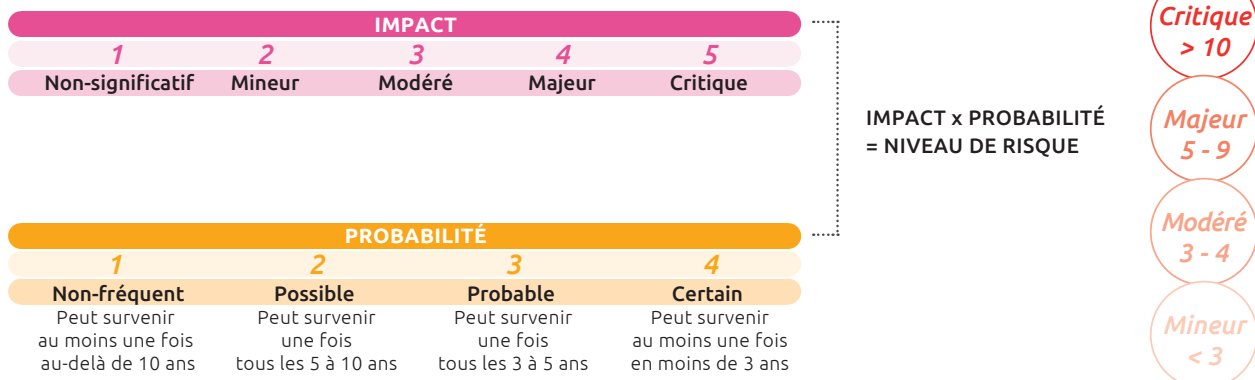 IMPACT
1 2 3 4 5
Non-significatif Mineur Modéré Majeur Critique
IMPACT x PROBABILITÉ
= NIVEAU DE RISQUE
PROBABILITÉ
1 2 3 4
Non-fréquent Possible Probable Certain
Peut survenir Peut survenir Peut survenir Peut survenir
au moins une fois une fois une fois au moins une fois
au-delà de 10 ans tous les 5 à 10 ans tous les 3 à 5 ans en moins de 3 ans
Critique
> 10
Majeur
5 - 9
Modéré
3 - 4
Mineur
< 3